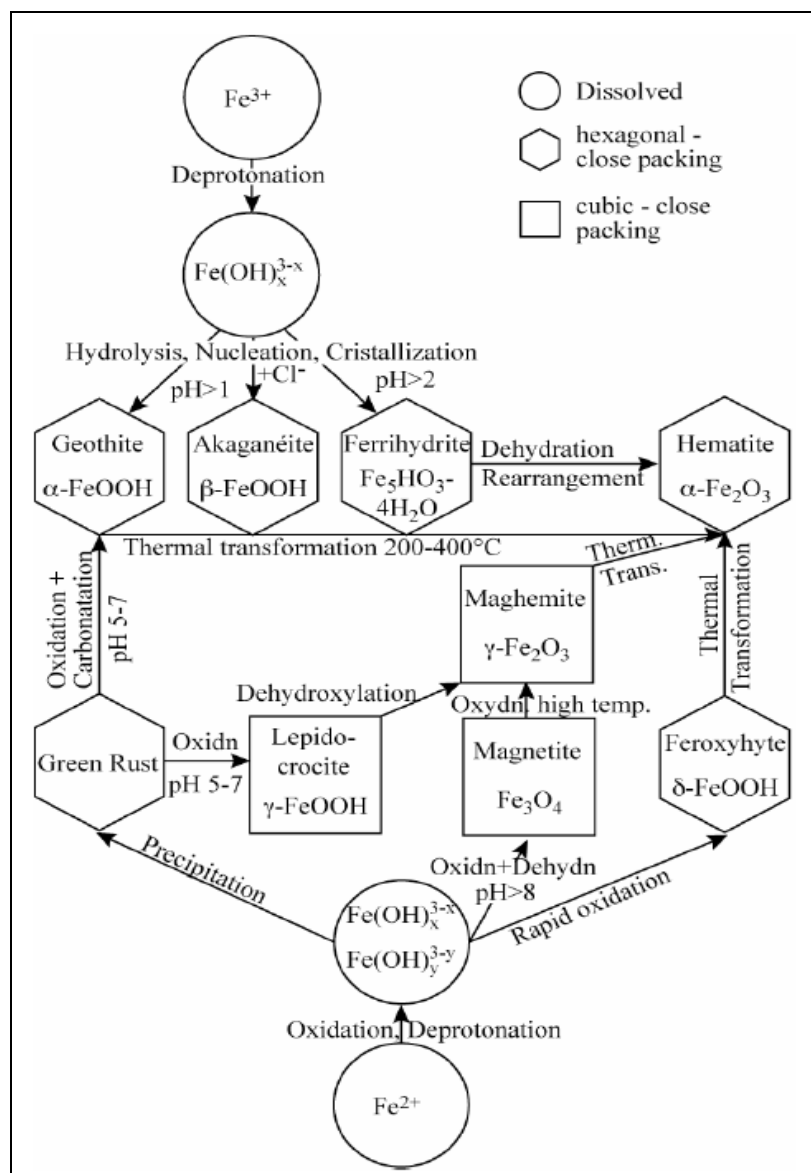 Fe³⁺
Dissolved
hexagonal -
close packing
cubic - close
packing
Deprotonation
Fe(OH)ₓ³⁻ˣ
Hydrolysis, Nucleation, Cristallization
pH>1
+Cl⁻
pH>2
Geothite
α-FeOOH
Akaganéite
β-FeOOH
Ferrihydrite
Fe₅HO₃-
4H₂O
Dehydration
Rearrangement
Hematite
α-Fe₂O₃
Thermal transformation 200-400°C
Therm.
Trans.
Oxidation +
Carbonatation
pH 5-7
Maghemite
γ-Fe₂O₃
Thermal
Transformation
Dehydroxylation
Oxydn, high temp.
Green Rust
Oxidn
pH 5-7
Lepido-
crocite
γ-FeOOH
Magnetite
Fe₃O₄
Feroxyhyte
δ-FeOOH
Precipitation
Oxidn+Dehydn
pH>8
Rapid oxidation
Fe(OH)ₓ³⁻ˣ
Fe(OH)ᵧ³⁻ʸ
Oxidation, Deprotonation
Fe²⁺